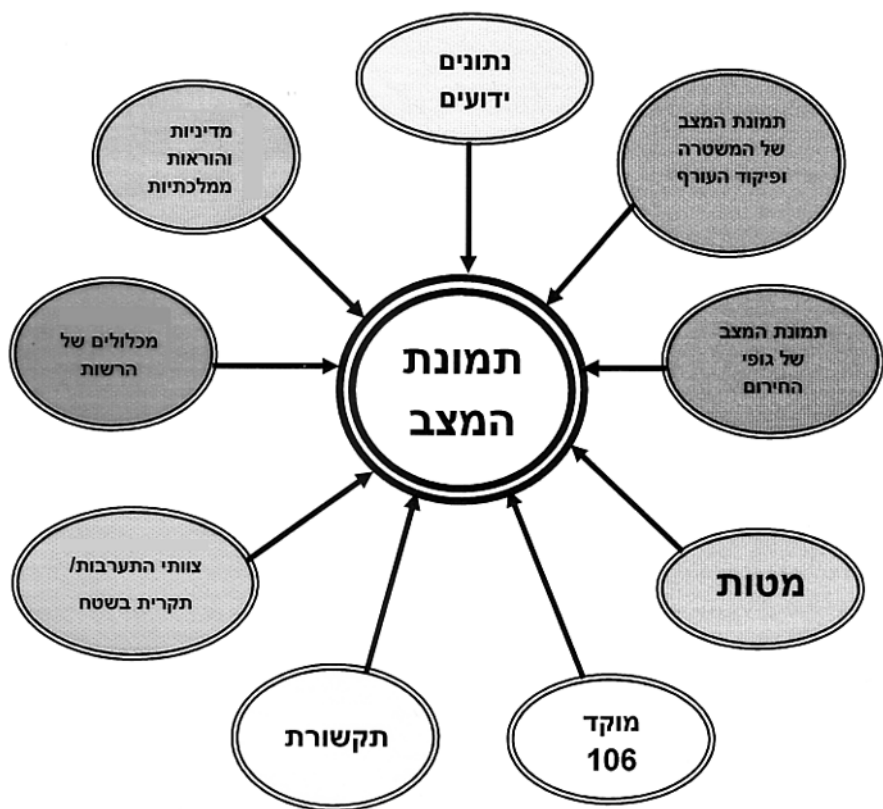 נתונים
ידועים
תמונת המצב
של המשטרה
ופיקוד העורף
תמונת המצב
של גופי
החירום
מטות
מוקד
106
תקשורת
צוותי התערבות/
תקרית בשטח
מכלולים של
הרשות
מדיניות
והוראות
ממלכתיות
תמונת
המצב